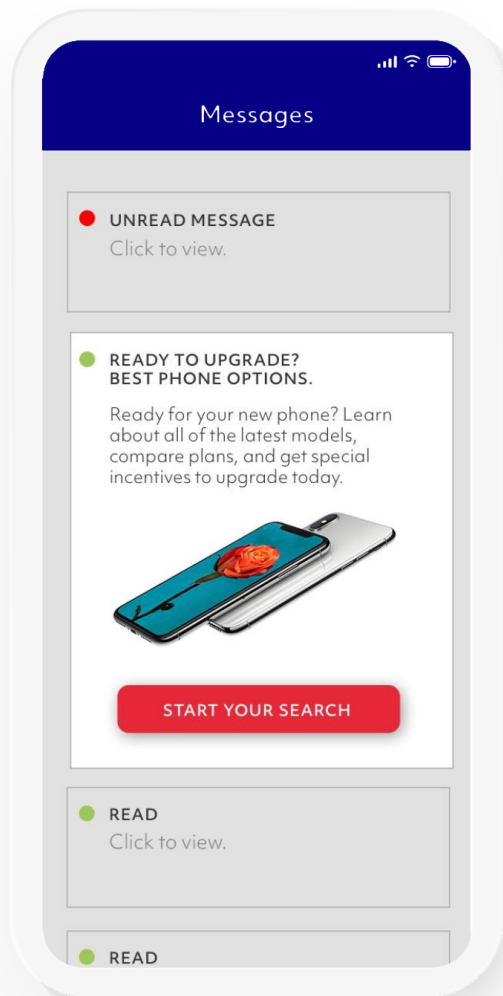 Messages
UNREAD MESSAGE
Click to view.
READY TO UPGRADE?
BEST PHONE OPTIONS.
Ready for your new phone? Learn
about all of the latest models,
compare plans, and get special
incentives to upgrade today.
START YOUR SEARCH
READ
Click to view.
READ